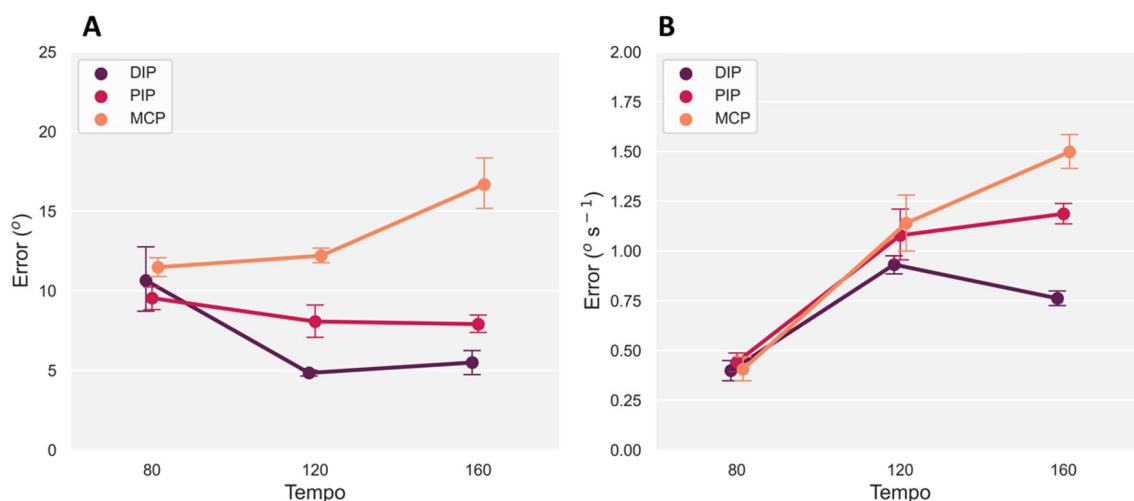 A
25
20
15
10
5
0
Error (º)
DIP
PIP
MCP
80
120
160
Tempo
B
2.00
1.75
1.50
1.25
1.00
0.75
0.50
0.25
0.00
Error (º s⁻¹)
DIP
PIP
MCP
80
120
160
Tempo